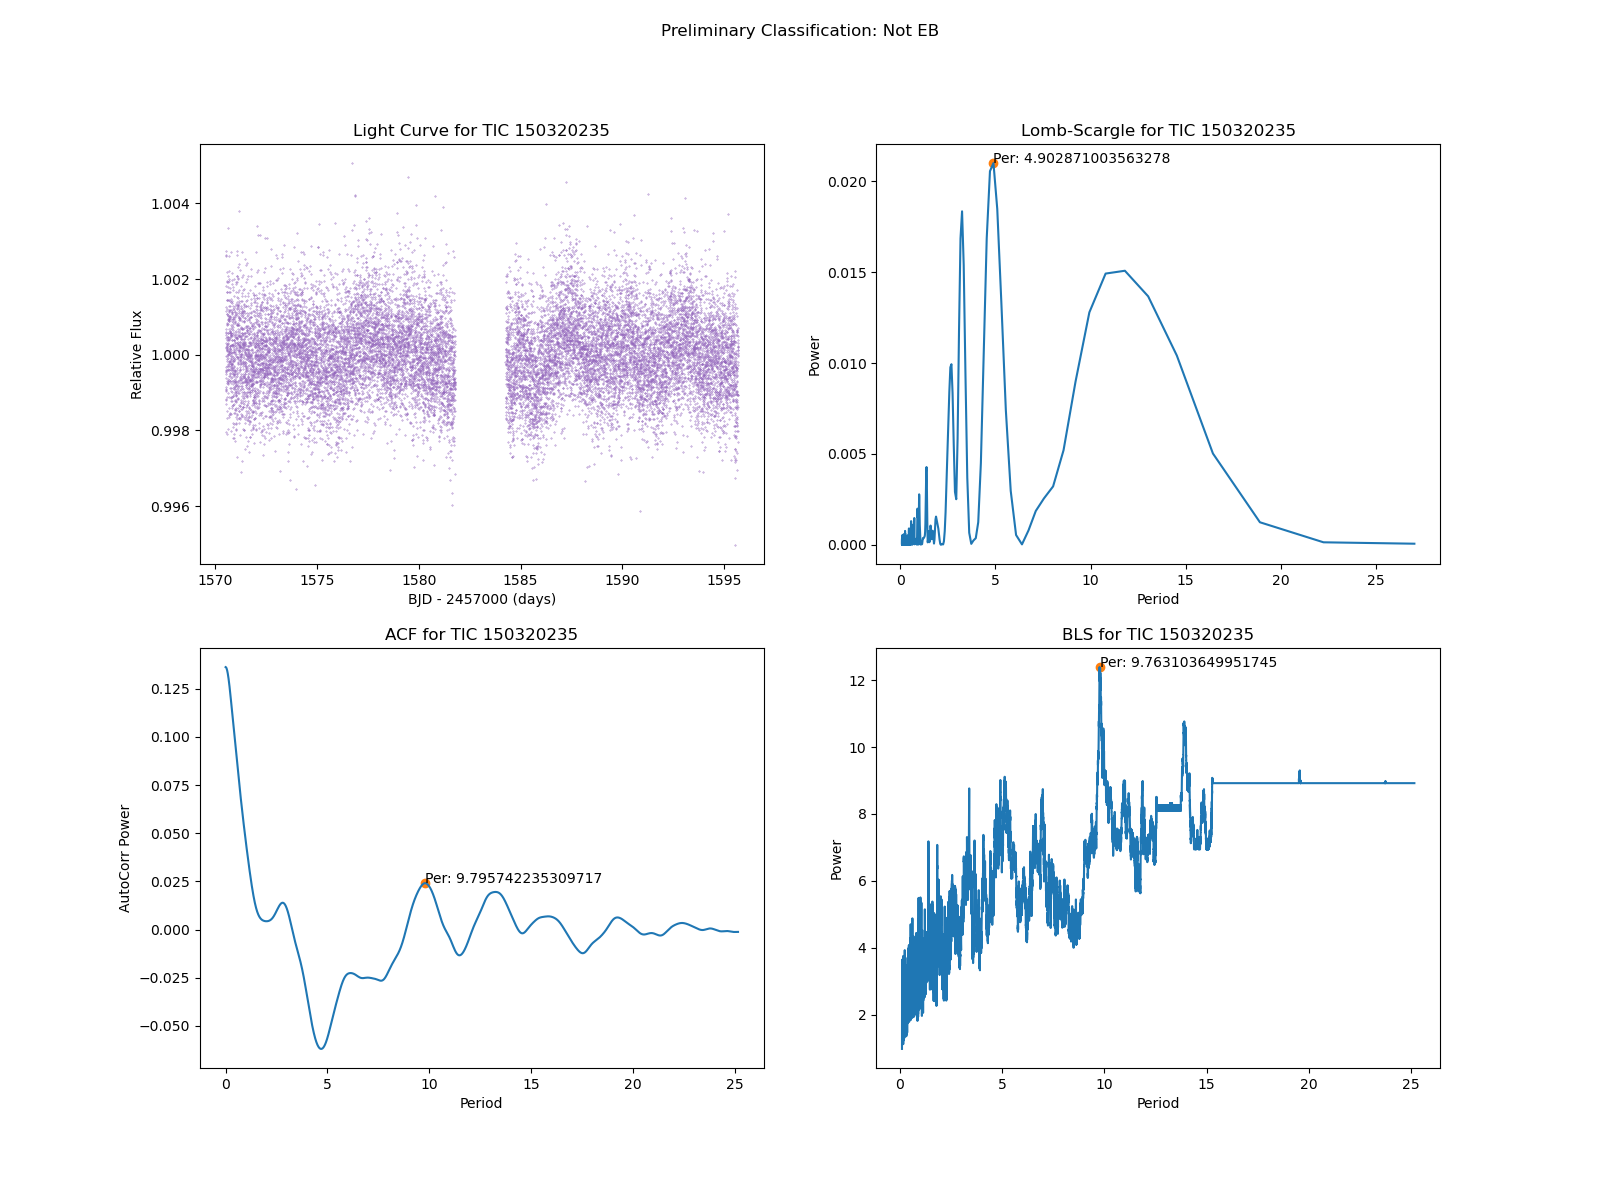 Preliminary Classification: Not EB
Light Curve for TIC 150320235
Relative Flux
1.004
1.002
1.000
0.998
0.996
1570 1575 1580 1585 1590 1595
BJD - 2457000 (days)
Lomb-Scargle for TIC 150320235
Per: 4.902871003563278
Power
0.020
0.015
0.010
0.005
0.000
0 5 10 15 20 25
Period
ACF for TIC 150320235
Per: 9.795742235309717
AutoCorr Power
0.125
0.100
0.075
0.050
0.025
0.000
−0.025
−0.050
0 5 10 15 20 25
Period
BLS for TIC 150320235
Per: 9.763103649951745
Power
12
10
8
6
4
2
0 5 10 15 20 25
Period